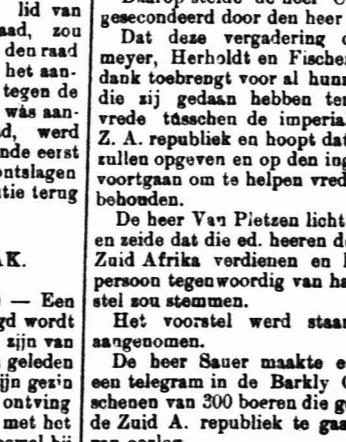 lid van
aad, zou
den raad
het aan-
tegen de
was aan-
d, werd
nde eerst
ontslagen
tie terug
AK.
— Een
gd wordt
zijn van
geleden
ijn gezin
ontving
met het
gesecondeerd door den heer
Dat deze vergadering
meyer, Herholdt en Fische
dank toebrengt voor al hunn
die zij gedaan hebben ter
vrede tusschen de imperia
Z. A. republiek en hoopt dat
zullen opgeven en op den ing
voortgaan om te helpen vred
behouden.
De heer Van Pletzen licht
en zeide dat die ed. heeren d
Zuid Afrika verdienen en
persoon tegenwoordig van ha
stel zou stemmen.
Het voorstel werd staan
aangenomen.
De heer Sauer maakte e
een telegram in de Barkly
schenen van 300 boeren die g
de Zuid A. republiek te gaa